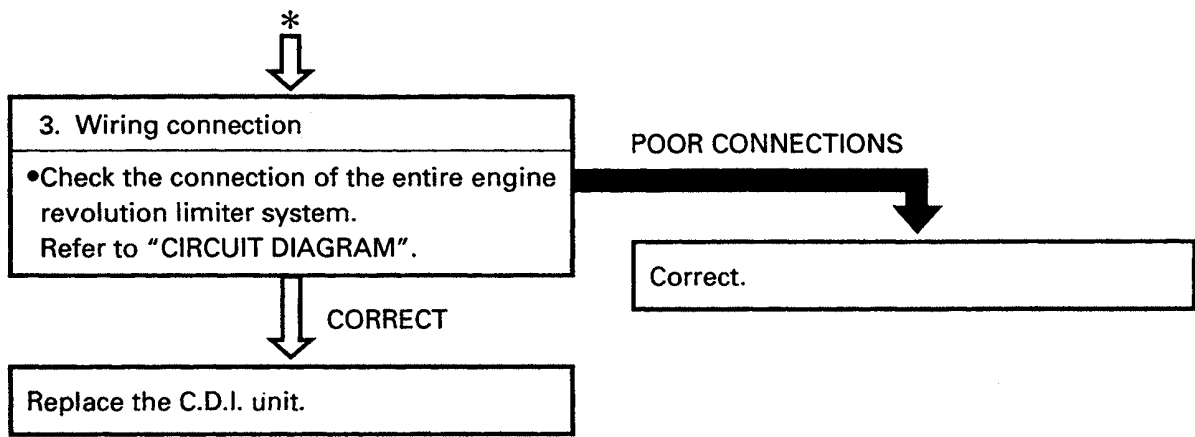 *
3. Wiring connection
POOR CONNECTIONS
•Check the connection of the entire engine
revolution limiter system.
Refer to “CIRCUIT DIAGRAM”.
Correct.
CORRECT
Replace the C.D.I. unit.